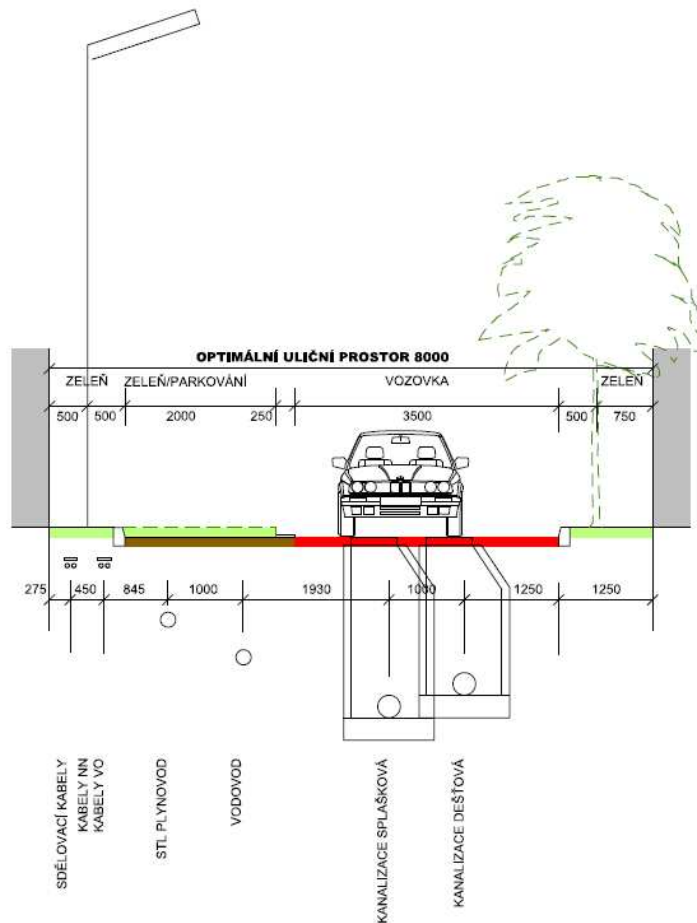 OPTIMÁLNÍ ULIČNÍ PROSTOR 8000
ZELEŇ ZELEŇ/PARKOVÁNÍ VOZOVKA ZELEŇ
500 500 2000 250 3500 500 750
275 450 845 1000 1930 1000 1250 1250
SDĚLOVACÍ KABELY
KABELY NN
KABELY VO
STL PLYNOVOD
VODOVOD
KANALIZACE SPLAŠKOVÁ
KANALIZACE DEŠŤOVÁ